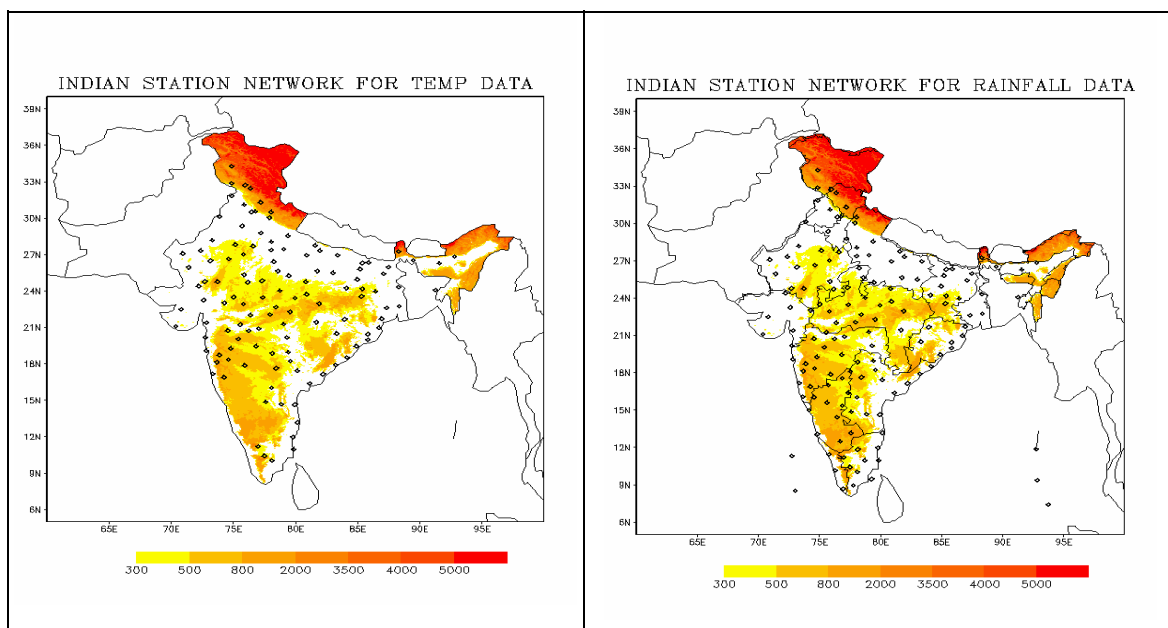 INDIAN STATION NETWORK FOR TEMP DATA
39N
36N
33N
30N
27N
24N
21N
18N
15N
12N
9N
6N
65E 70E 75E 80E 85E 90E 95E
300 500 800 2000 3500 4000 5000
INDIAN STATION NETWORK FOR RAINFALL DATA
39N
36N
33N
30N
27N
24N
21N
18N
15N
12N
9N
6N
65E 70E 75E 80E 85E 90E 95E
300 500 800 2000 3500 4000 5000